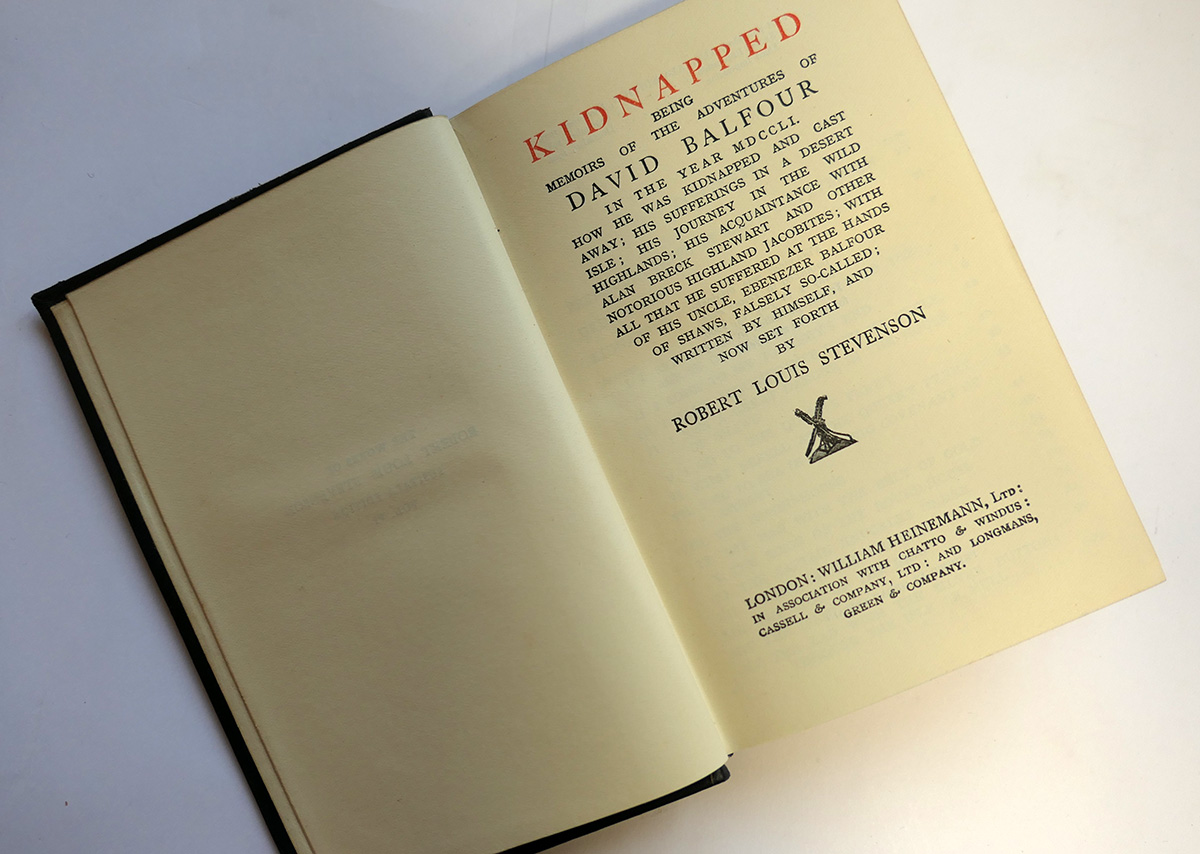 KIDNAPPED
BEING
MEMOIRS OF THE ADVENTURES OF
DAVID BALFOUR
IN THE YEAR MDCCLI.
HOW HE WAS KIDNAPPED AND CAST
AWAY; HIS SUFFERINGS IN A DESERT
ISLE; HIS JOURNEY IN THE WILD
HIGHLANDS; HIS ACQUAINTANCE WITH
ALAN BRECK STEWART AND OTHER
NOTORIOUS HIGHLAND JACOBITES; WITH
ALL THAT HE SUFFERED AT THE HANDS
OF HIS UNCLE, EBENEZER BALFOUR
OF SHAWS, FALSELY SO-CALLED;
WRITTEN BY HIMSELF, AND
NOW SET FORTH
BY
ROBERT LOUIS STEVENSON
LONDON: WILLIAM HEINEMANN, LTD:
IN ASSOCIATION WITH CHATTO & WINDUS:
CASSELL & COMPANY, LTD: AND LONGMANS,
GREEN & COMPANY.